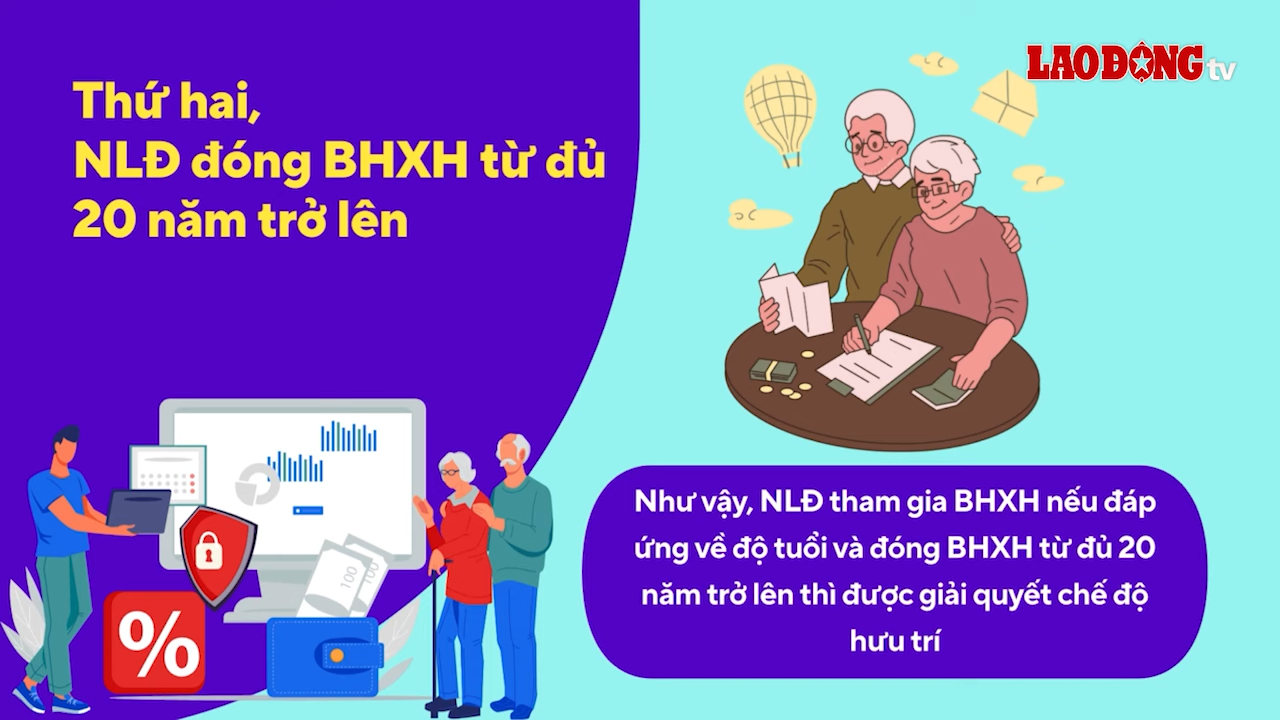 LAO ĐỘNG tv
Thứ hai,
NLĐ đóng BHXH từ đủ
20 năm trở lên
100
100
%
Như vậy, NLĐ tham gia BHXH nếu đáp
ứng về độ tuổi và đóng BHXH từ đủ 20
năm trở lên thì được giải quyết chế độ
hưu trí